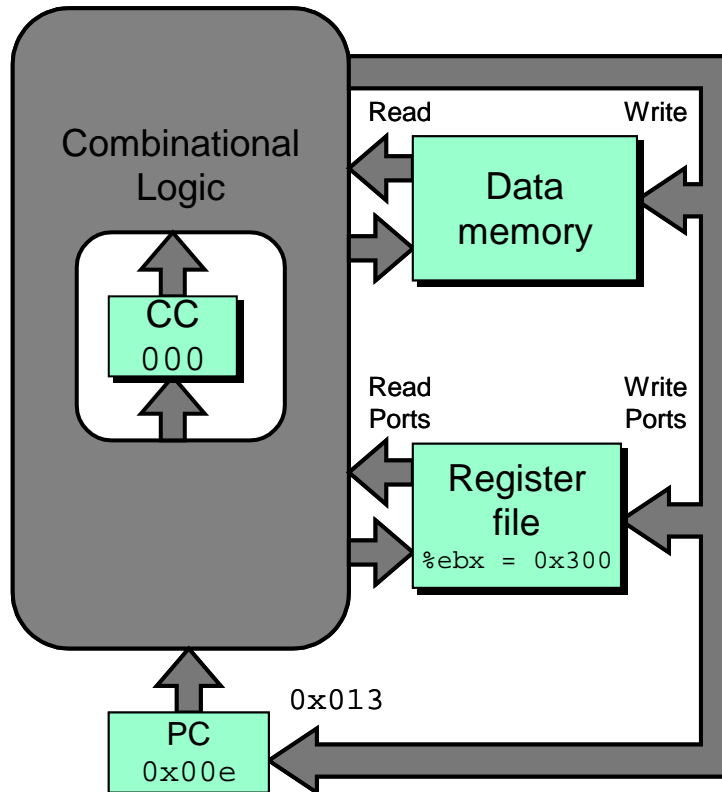 Combinational
Logic
CC
000
Read
Write
Data
memory
Read
Ports
Write
Ports
Register
file
%ebx = 0x300
0x013
PC
0x00e